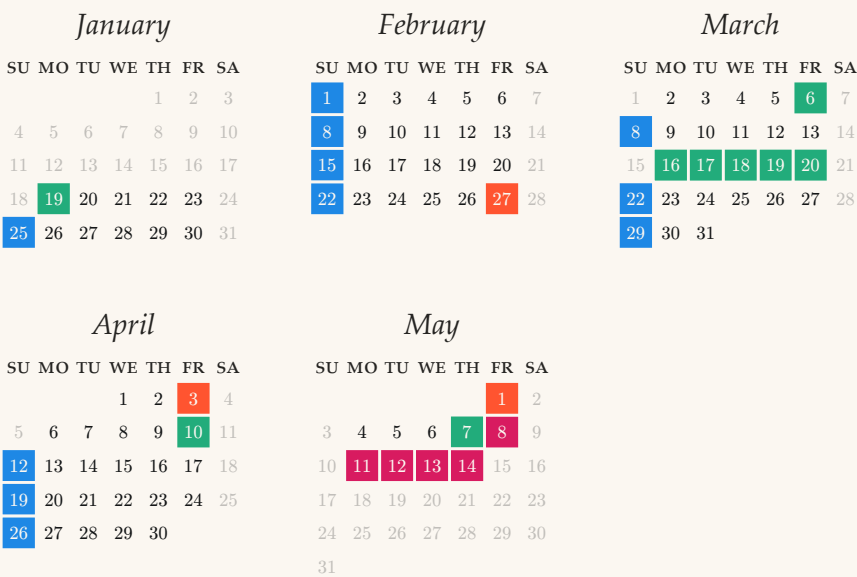 January
SU MO TU WE TH FR SA
1 2 3
4 5 6 7 8 9 10
11 12 13 14 15 16 17
18 19 20 21 22 23 24
25 26 27 28 29 30 31
February
SU MO TU WE TH FR SA
1 2 3 4 5 6 7
8 9 10 11 12 13 14
15 16 17 18 19 20 21
22 23 24 25 26 27 28
March
SU MO TU WE TH FR SA
1 2 3 4 5 6 7
8 9 10 11 12 13 14
15 16 17 18 19 20 21
22 23 24 25 26 27 28
29 30 31
April
SU MO TU WE TH FR SA
1 2 3 4
5 6 7 8 9 10 11
12 13 14 15 16 17 18
19 20 21 22 23 24 25
26 27 28 29 30
May
SU MO TU WE TH FR SA
1 2
3 4 5 6 7 8 9
10 11 12 13 14 15 16
17 18 19 20 21 22 23
24 25 26 27 28 29 30
31